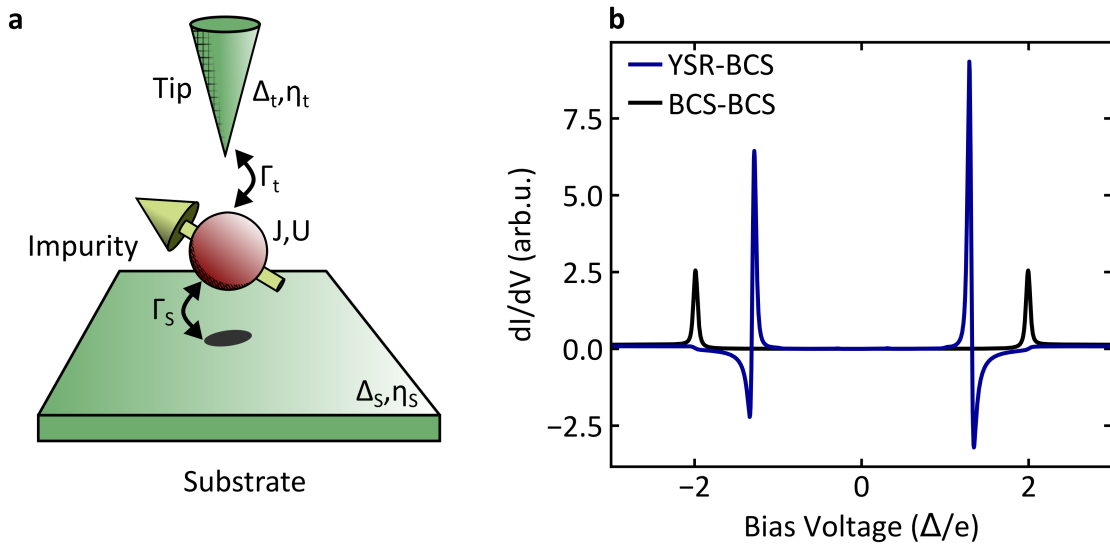 a
Tip
Δt,ηt
Γt
J,U
Impurity
ΓS
ΔS,ηS
Substrate
b
YSR-BCS
BCS-BCS
7.5
5.0
2.5
0.0
−2.5
dI/dV (arb.u.)
−2 0 2
Bias Voltage (Δ/e)